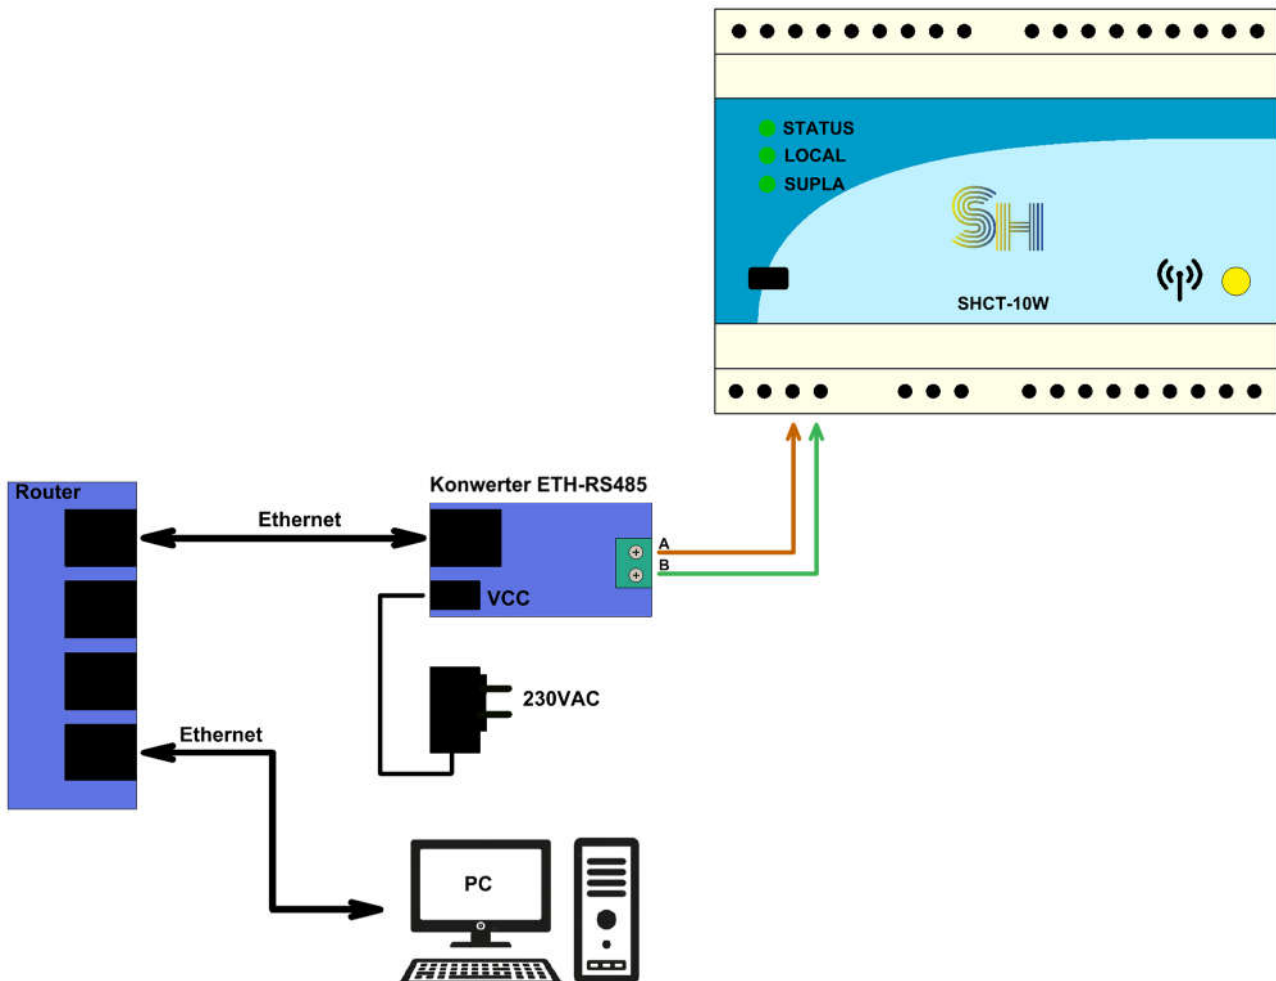 STATUS
LOCAL
SUPLA
SH
SHCT-10W
Router
Ethernet
Konwerter ETH-RS485
A
B
VCC
230VAC
Ethernet
PC